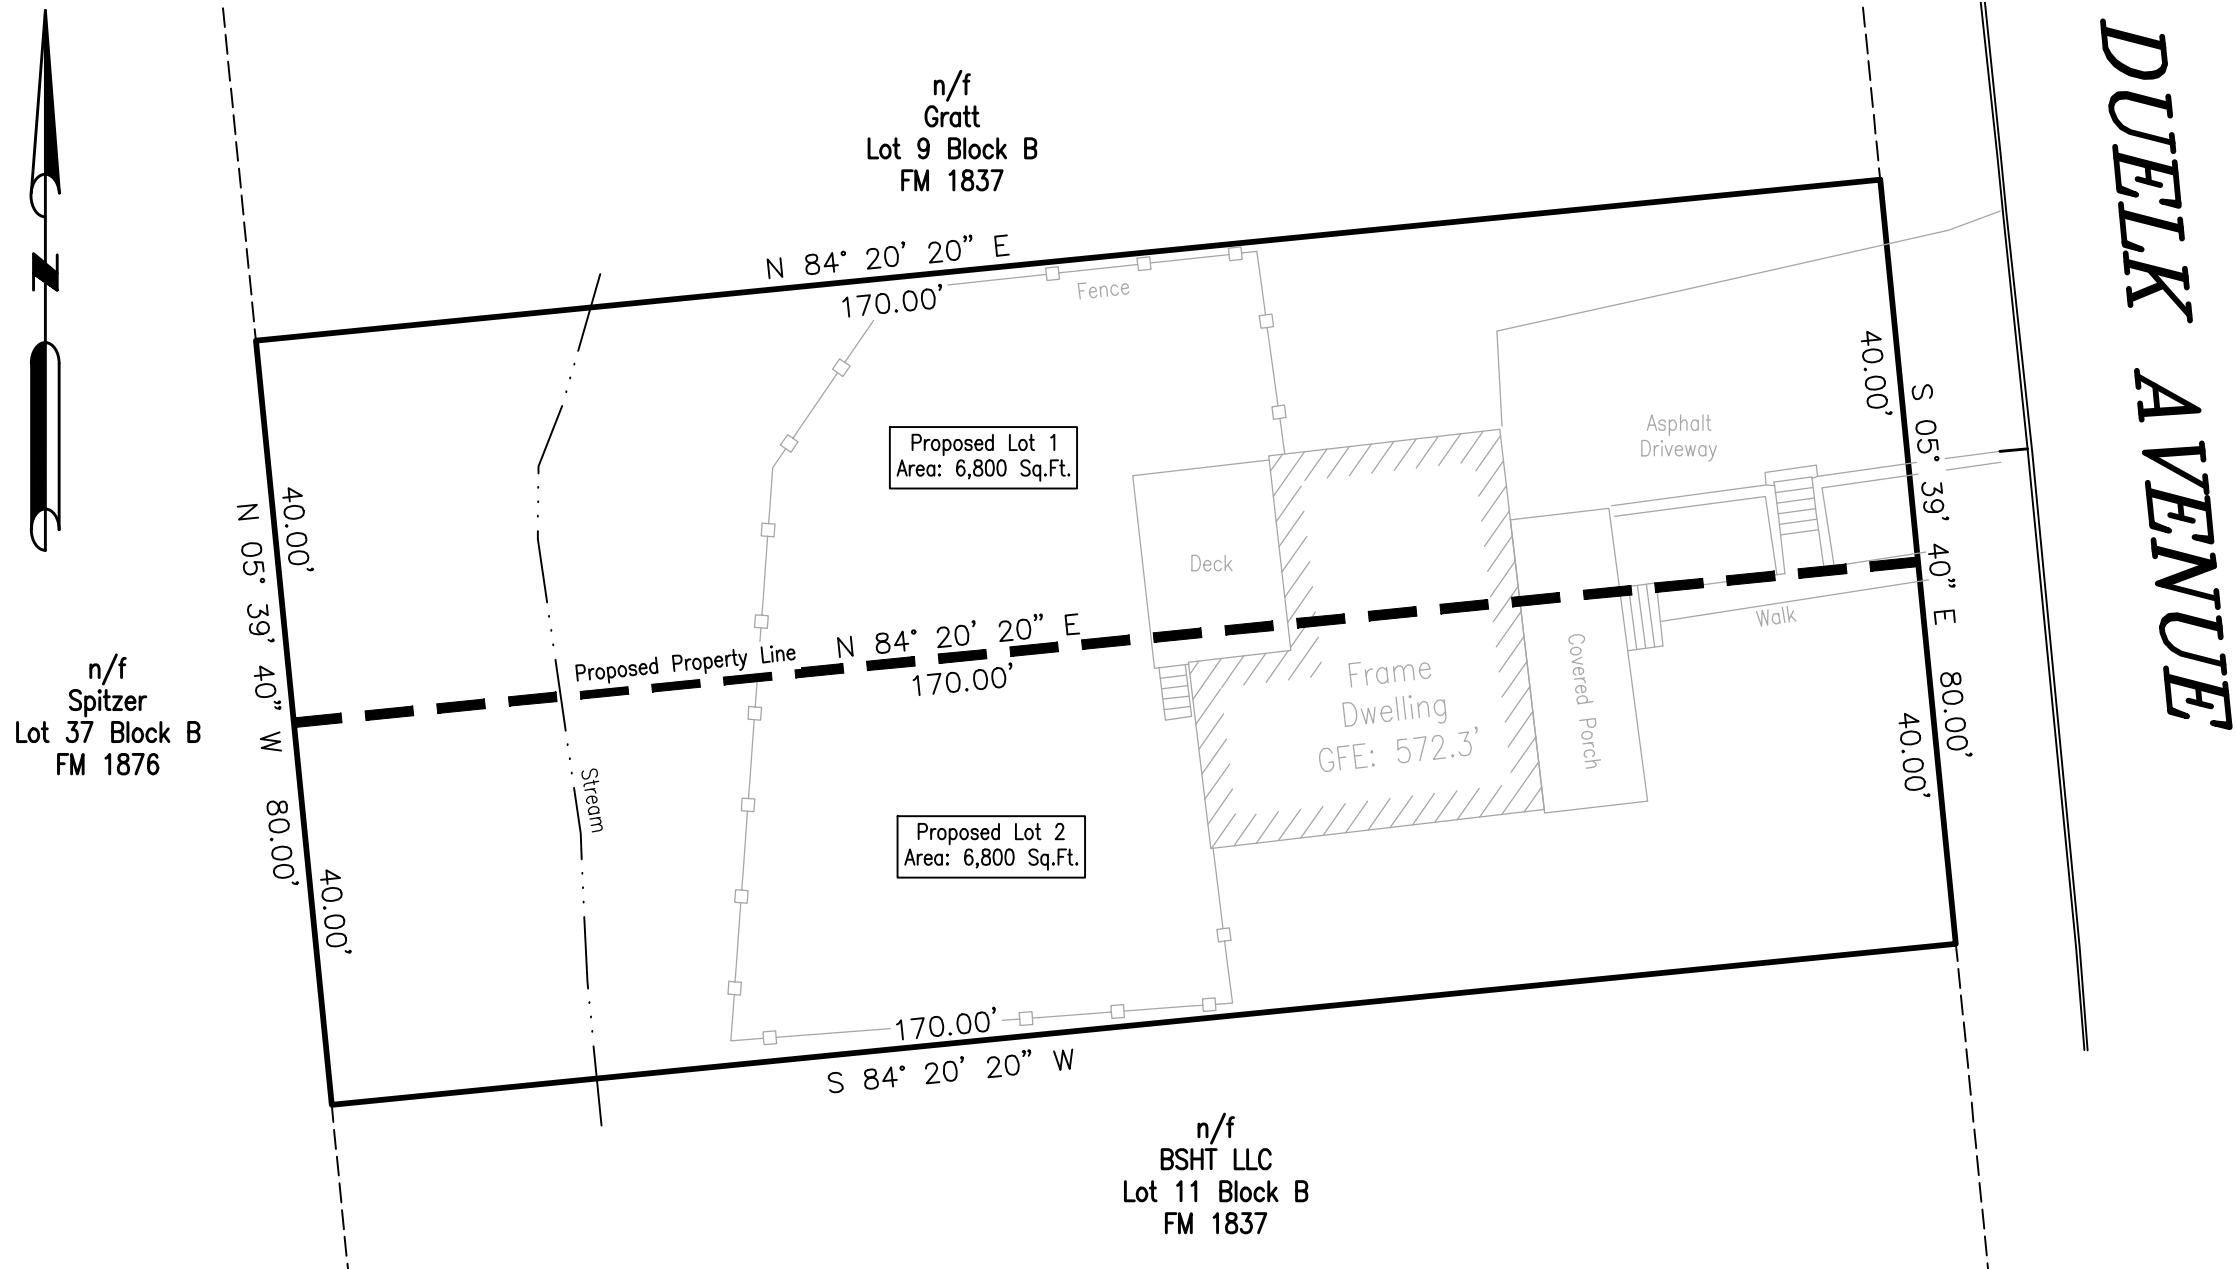 N
DUELK AVENUE
n/f
Gratt
Lot 9 Block B
FM 1837
N 84° 20' 20" E
170.00'
Fence
40.00'
S 05° 39' 40" E 80.00'
Asphalt
Driveway
Proposed Lot 1
Area: 6,800 Sq.Ft.
40.00'
N 05° 39' 40" W 80.00'
Deck
N 84° 20' 20" E
Proposed Property Line
170.00'
Walk
Covered Porch
Frame
Dwelling
GFE: 572.3'
n/f
Spitzer
Lot 37 Block B
FM 1876
40.00'
Stream
Proposed Lot 2
Area: 6,800 Sq.Ft.
40.00'
170.00'
S 84° 20' 20" W
n/f
BSHT LLC
Lot 11 Block B
FM 1837